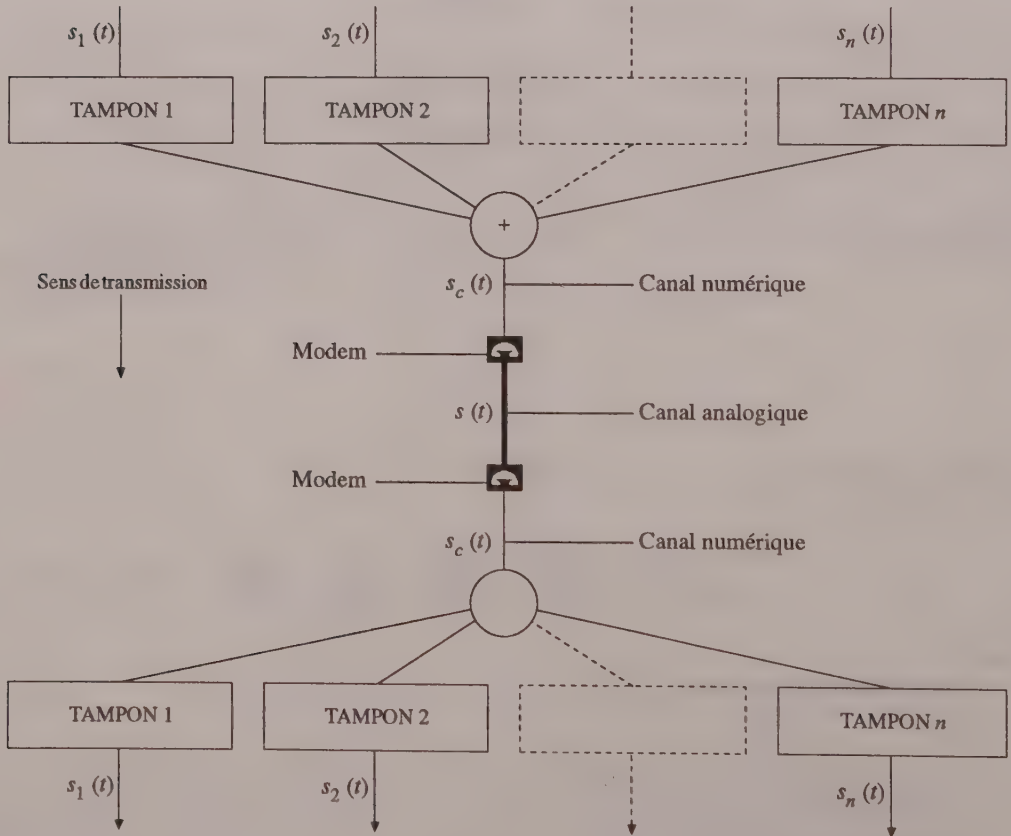 s1 (t) s2 (t) sn (t)
TAMPON 1 TAMPON 2 TAMPON n
+
Sens de transmission
sc (t) Canal numérique
Modem
s (t) Canal analogique
Modem
sc (t) Canal numérique
TAMPON 1 TAMPON 2 TAMPON n
s1 (t) s2 (t) sn (t)